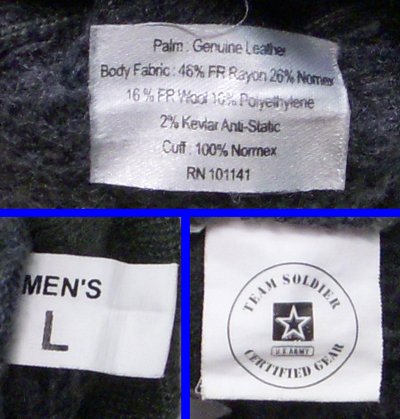 Palm : Genuine Leather
Body Fabric : 46% FR Rayon 26% Nomex
16 % FR Wool 10% Polyethylene
2% Kevlar Anti-Static
Cuff : 100% Normex
RN 101141
MEN'S
L
TEAM SOLDIER
U.S.ARMY
CERTIFIED GEAR